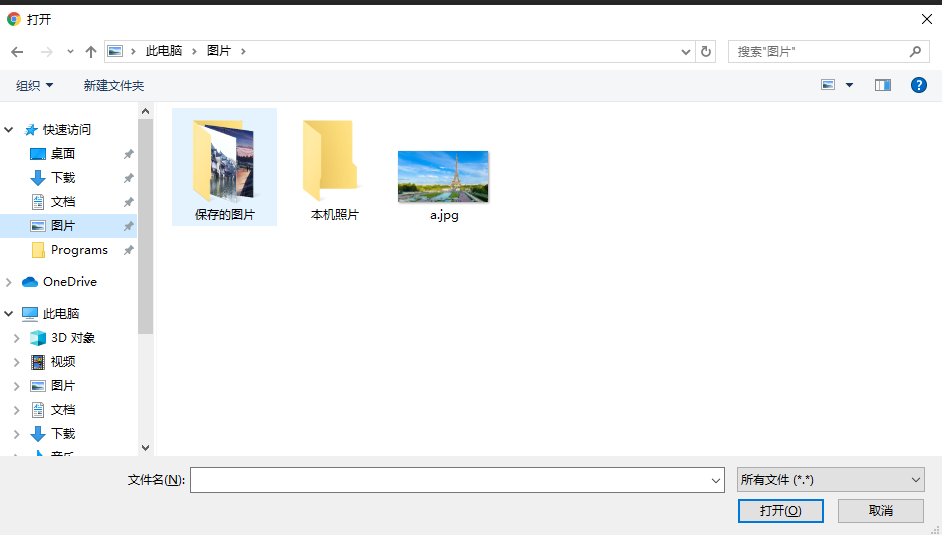 打开
此电脑 图片
搜索"图片"
组织 新建文件夹
快速访问
桌面
下载
文档
图片
Programs
OneDrive
此电脑
3D 对象
视频
图片
文档
下载
音乐
保存的图片
本机照片
a.jpg
文件名(N):
所有文件 (*.*)
打开(O)
取消